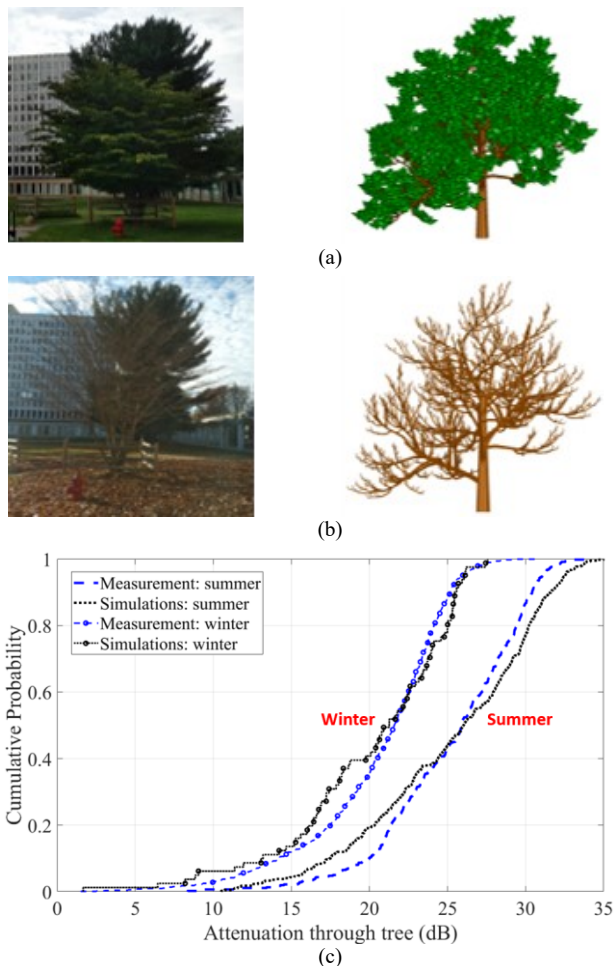 (a)
(b)
Measurement: summer
Simulations: summer
Measurement: winter
Simulations: winter
Winter
Summer
Cumulative Probability
1
0.8
0.6
0.4
0.2
0
0 5 10 15 20 25 30 35
Attenuation through tree (dB)
(c)